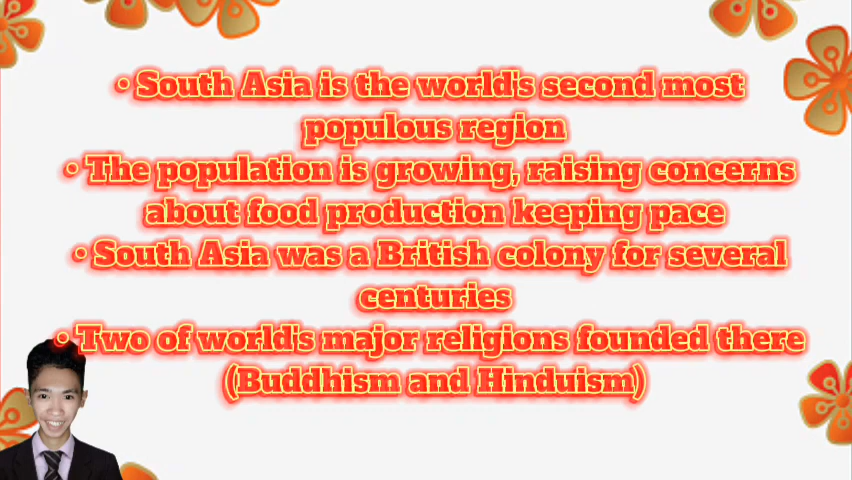 • South Asia is the world's second most
populous region
• The population is growing, raising concerns
about food production keeping pace
• South Asia was a British colony for several
centuries
• Two of world's major religions founded there
(Buddhism and Hinduism)